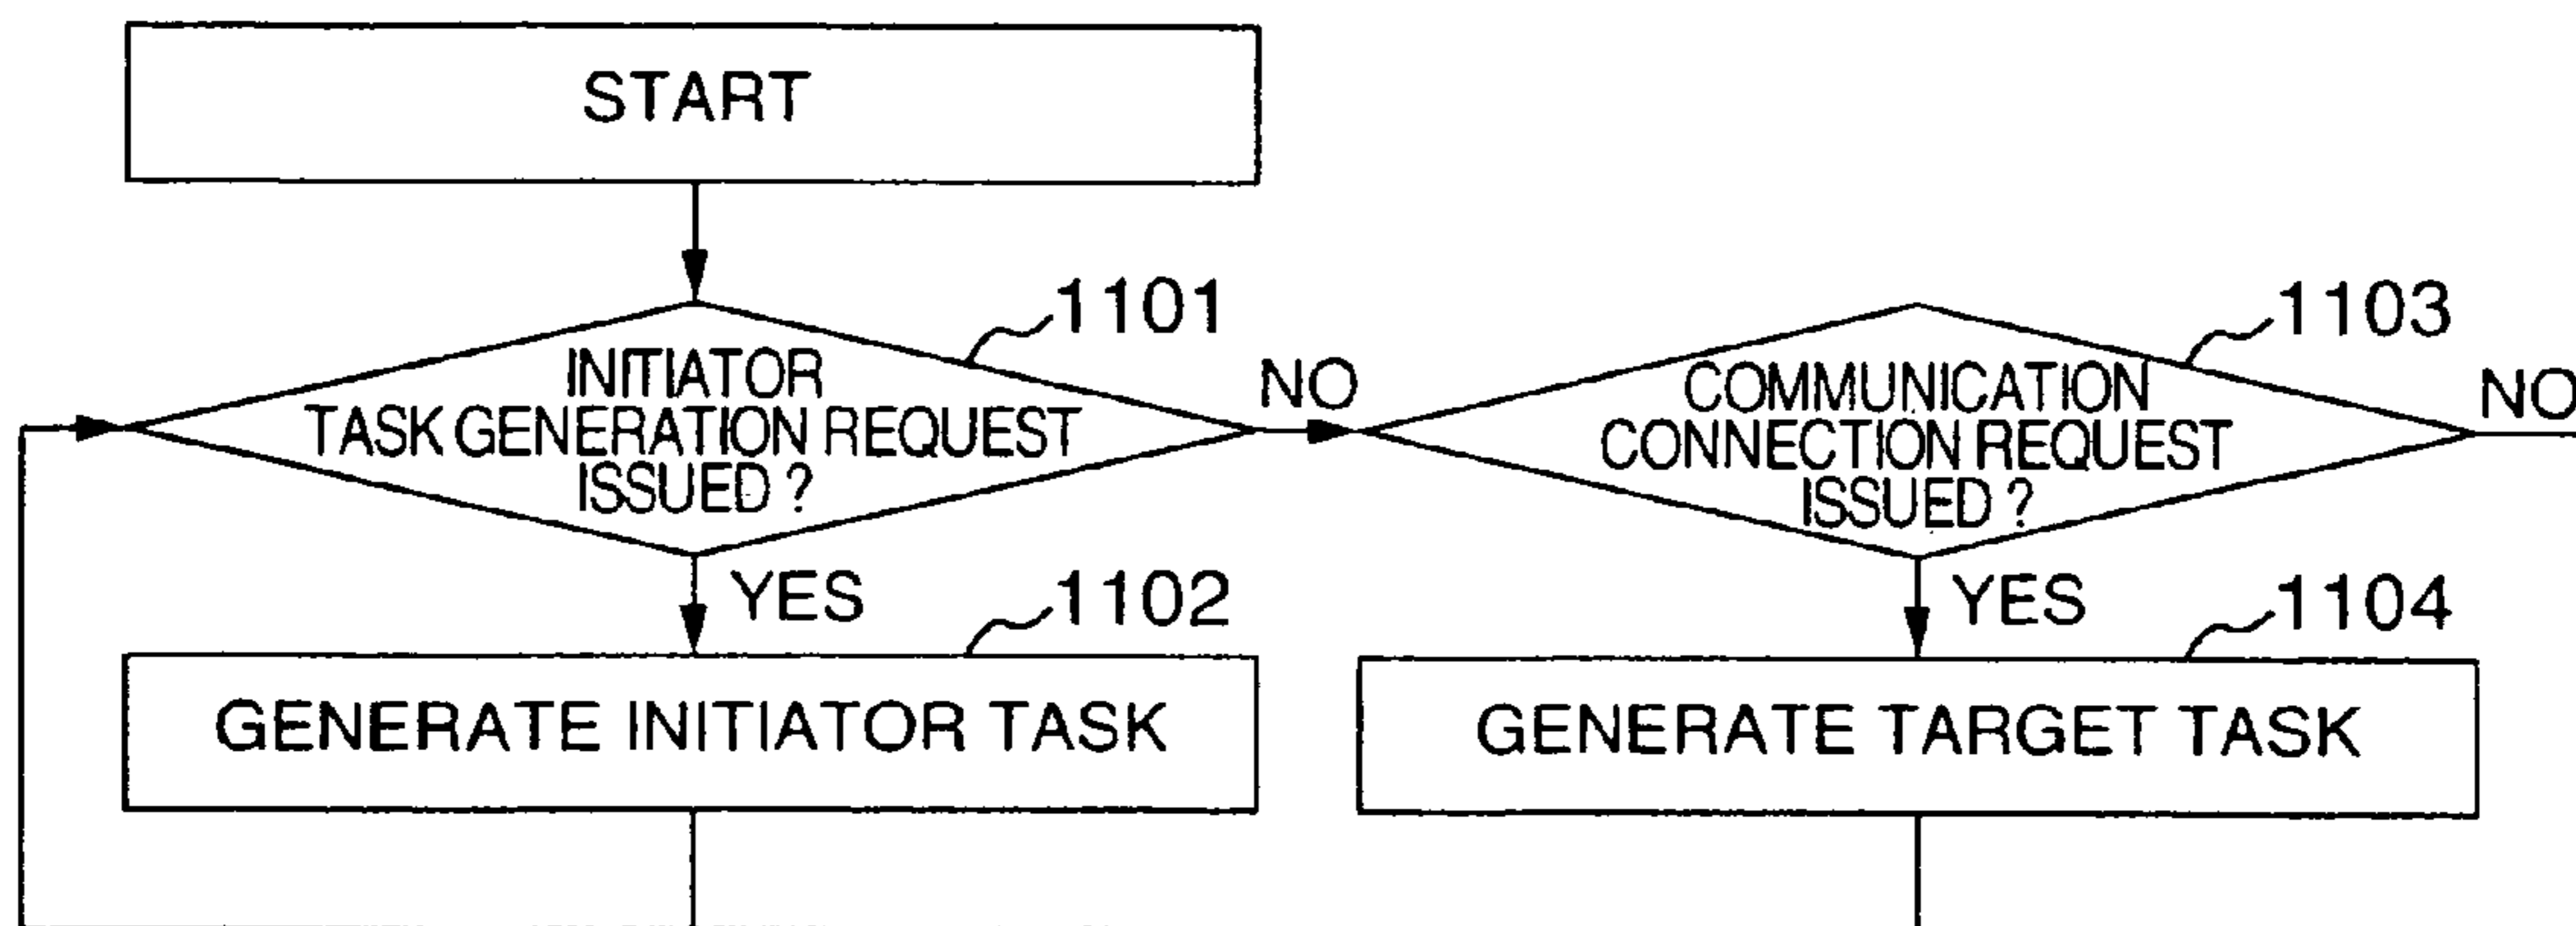 START
1101
INITIATOR
TASK GENERATION REQUEST
ISSUED ?
NO
1103
COMMUNICATION
CONNECTION REQUEST
ISSUED ?
NO
YES
1102
GENERATE INITIATOR TASK
YES
1104
GENERATE TARGET TASK